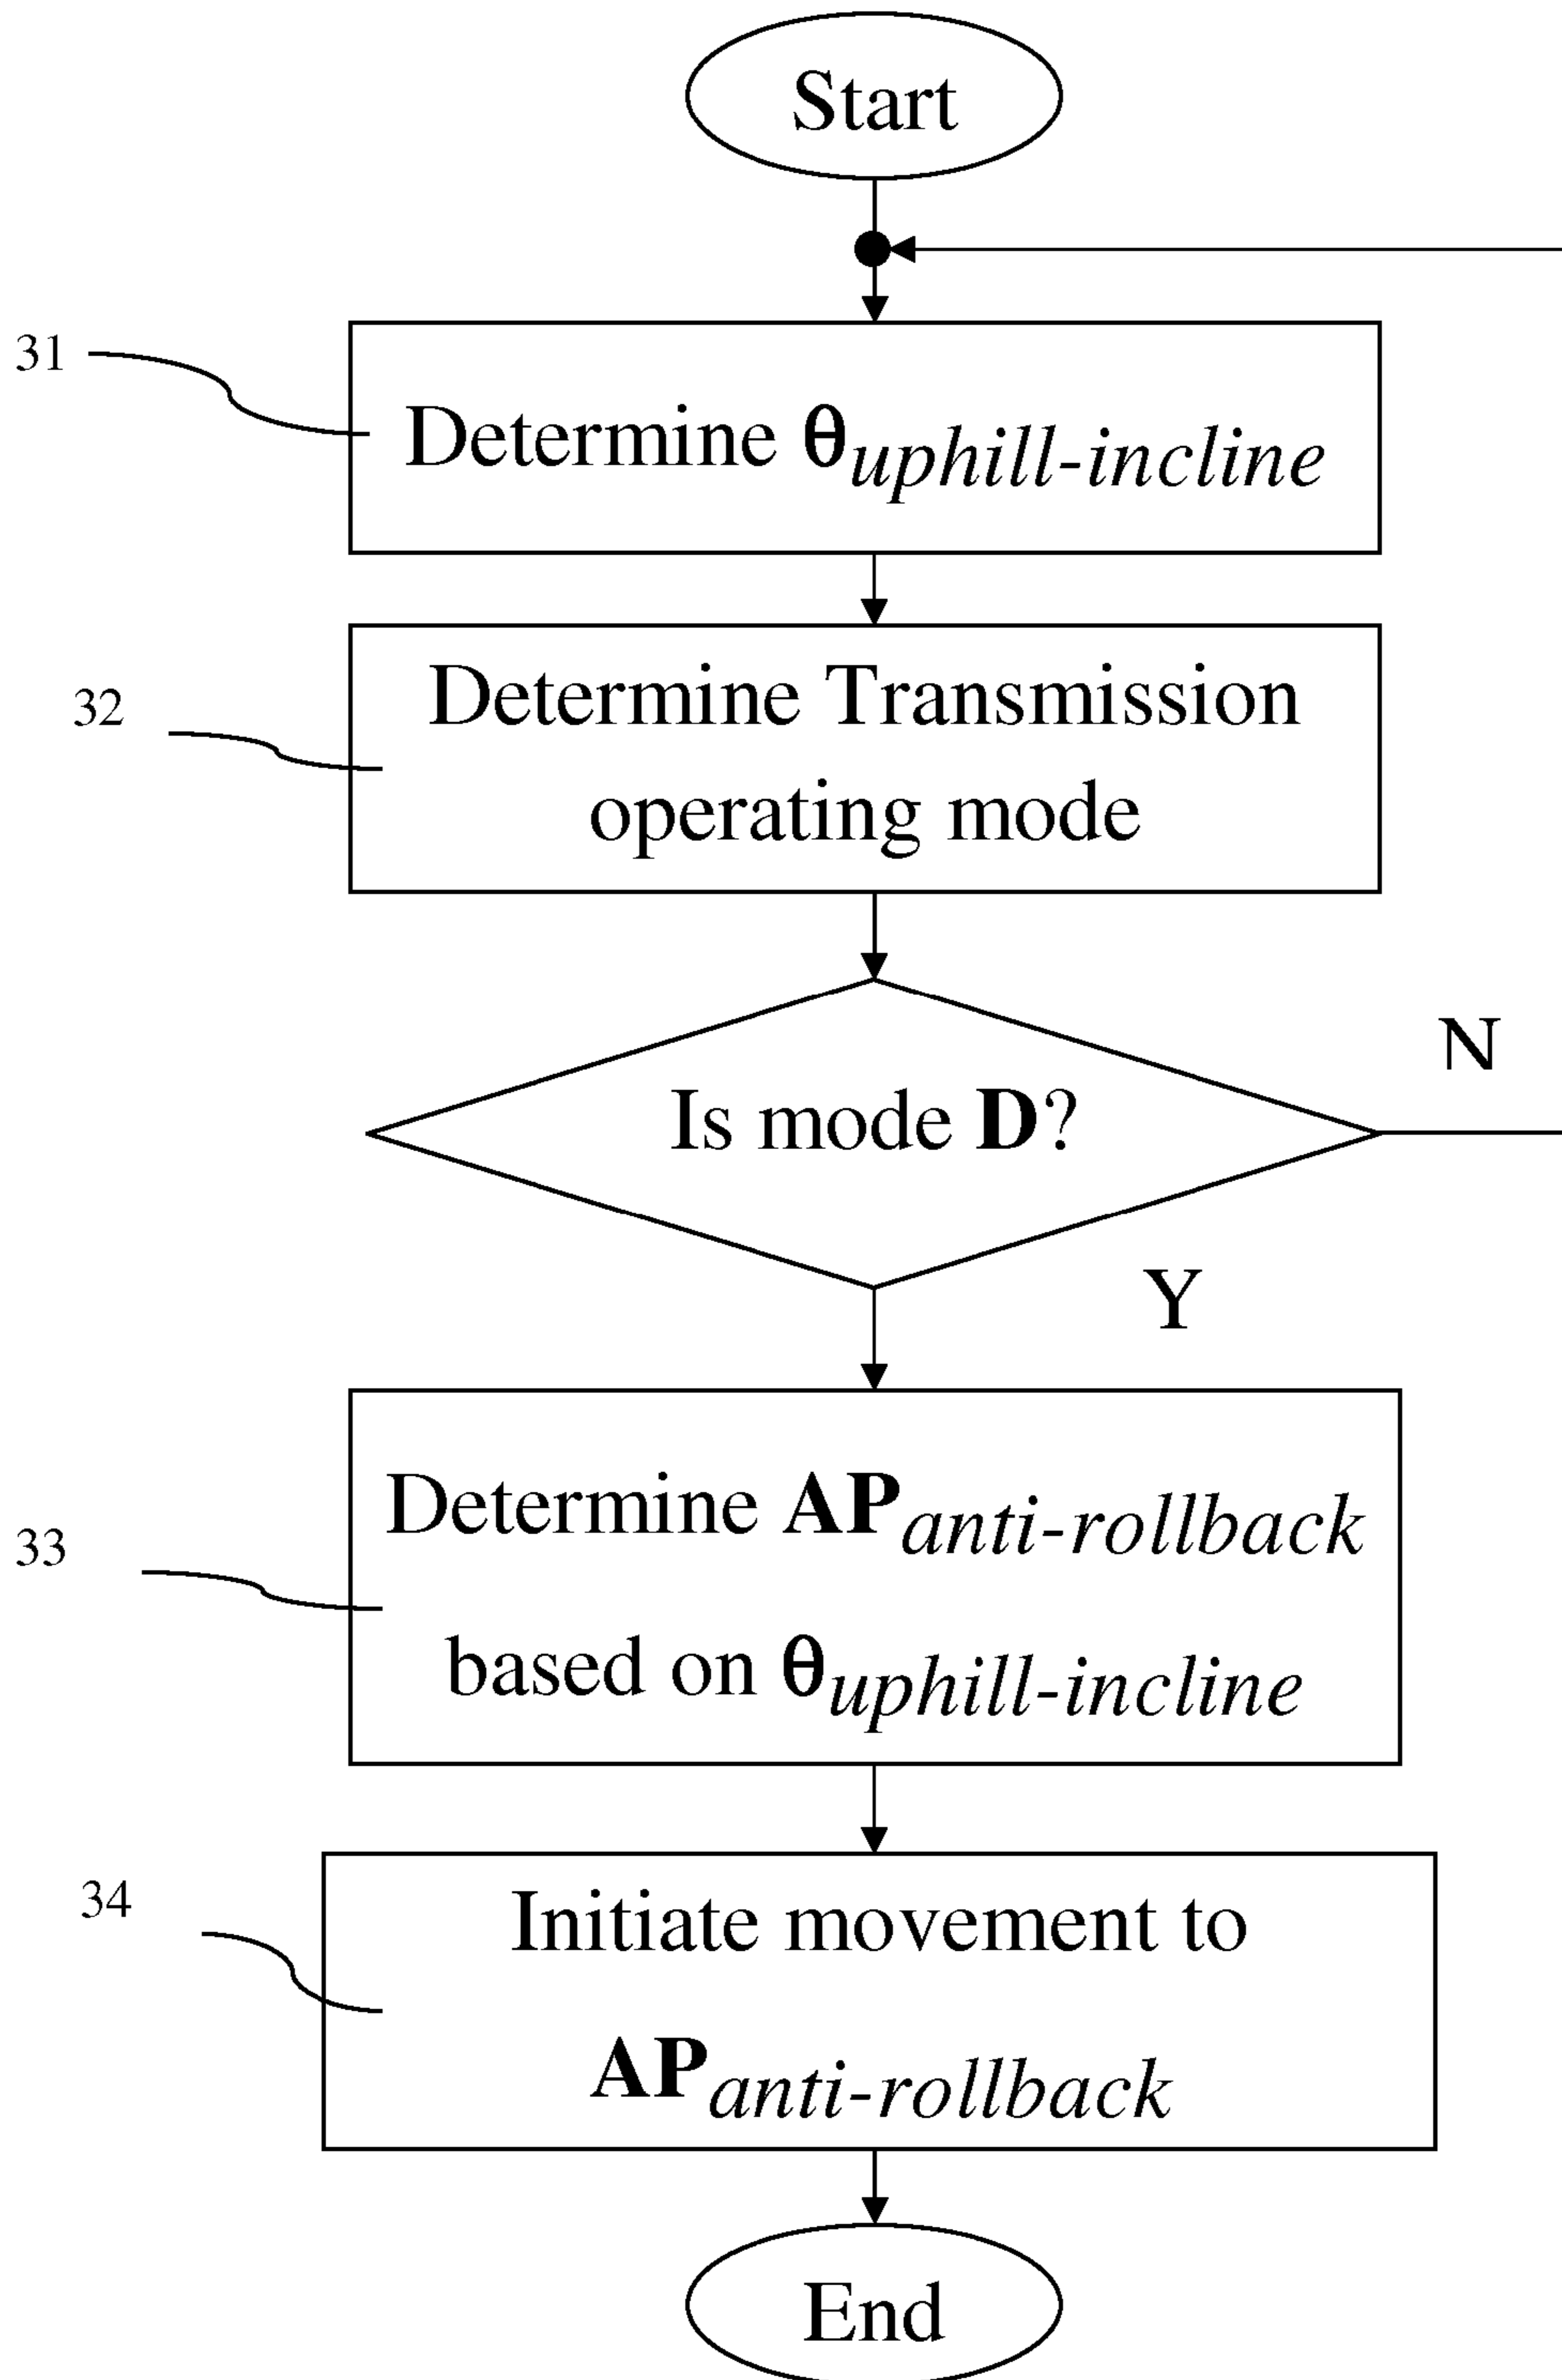 Start
31
Determine θuphill-incline
32
Determine Transmission
operating mode
Is mode D?
N
Y
33
Determine APanti-rollback
based on θuphill-incline
34
Initiate movement to
APanti-rollback
End